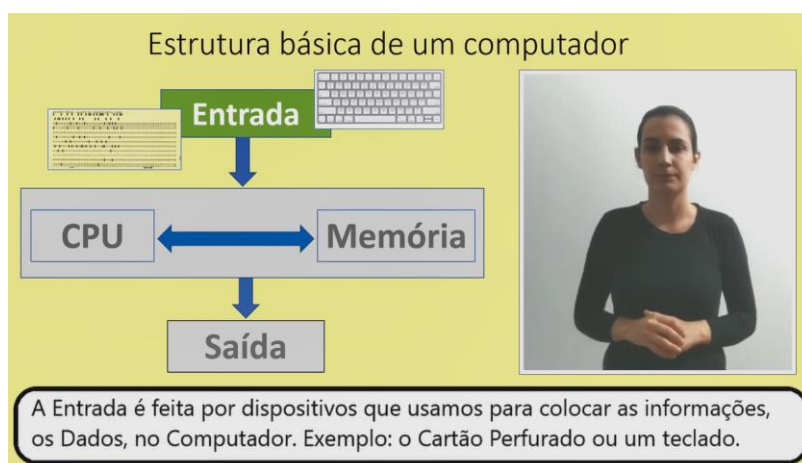 Estrutura básica de um computador
Entrada
CPU
Memória
Saída
A Entrada é feita por dispositivos que usamos para colocar as informações,
os Dados, no Computador. Exemplo: o Cartão Perfurado ou um teclado.